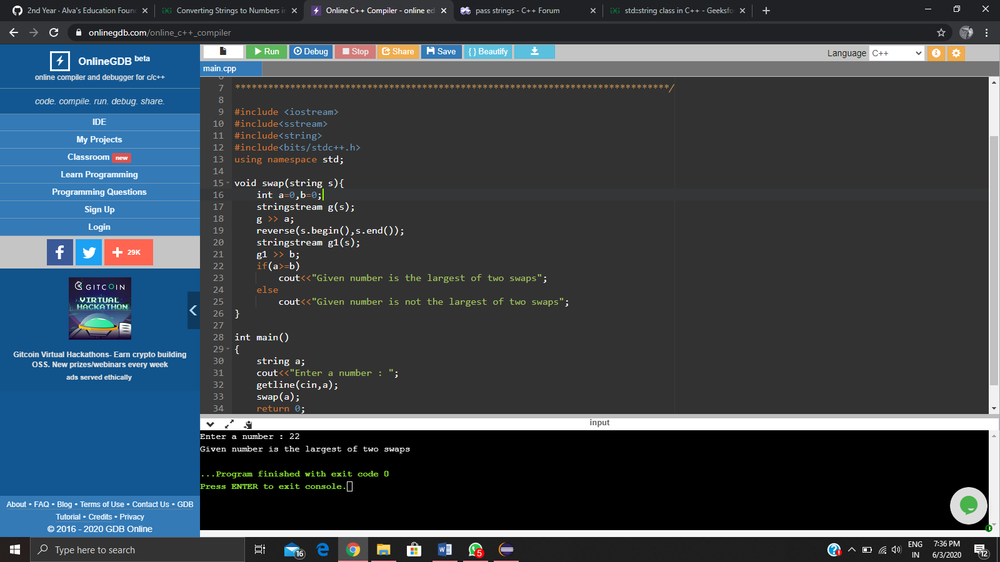 2nd Year · Alva's Education Foun
Converting Strings to Numbers in
Online C++ Compiler - online ed
pass strings - C++ Forum
std::string class in C++ - Geeksfo
onlinegdb.com/online_c++_compiler
OnlineGDB beta
online compiler and debugger for c/c++
code. compile. run. debug. share.
IDE
My Projects
Classroom new
Learn Programming
Programming Questions
Sign Up
Login
29K
GITCOIN
VIRTUAL
HACKATHON
Gitcoin Virtual Hackathons- Earn crypto building
OSS. New prizes/webinars every week
ads served ethically
About • FAQ • Blog • Terms of Use • Contact Us • GDB
Tutorial • Credits • Privacy
© 2016 - 2020 GDB Online
Run Debug Stop Share Save { } Beautify
Language C++
main.cpp
6
7 *******************************************************************************/
8
9 #include <iostream>
10 #include<sstream>
11 #include<string>
12 #include<bits/stdc++.h>
13 using namespace std;
14
15 void swap(string s){
16 int a=0,b=0;
17 stringstream g(s);
18 g >> a;
19 reverse(s.begin(),s.end());
20 stringstream g1(s);
21 g1 >> b;
22 if(a>=b)
23 cout<<"Given number is the largest of two swaps";
24 else
25 cout<<"Given number is not the largest of two swaps";
26 }
27
28 int main()
29 {
30 string a;
31 cout<<"Enter a number : ";
32 getline(cin,a);
33 swap(a);
34 return 0;
input
Enter a number : 22
Given number is the largest of two swaps
...Program finished with exit code 0
Press ENTER to exit console.
Type here to search
16
5
ENG
IN
7:36 PM
6/3/2020
12